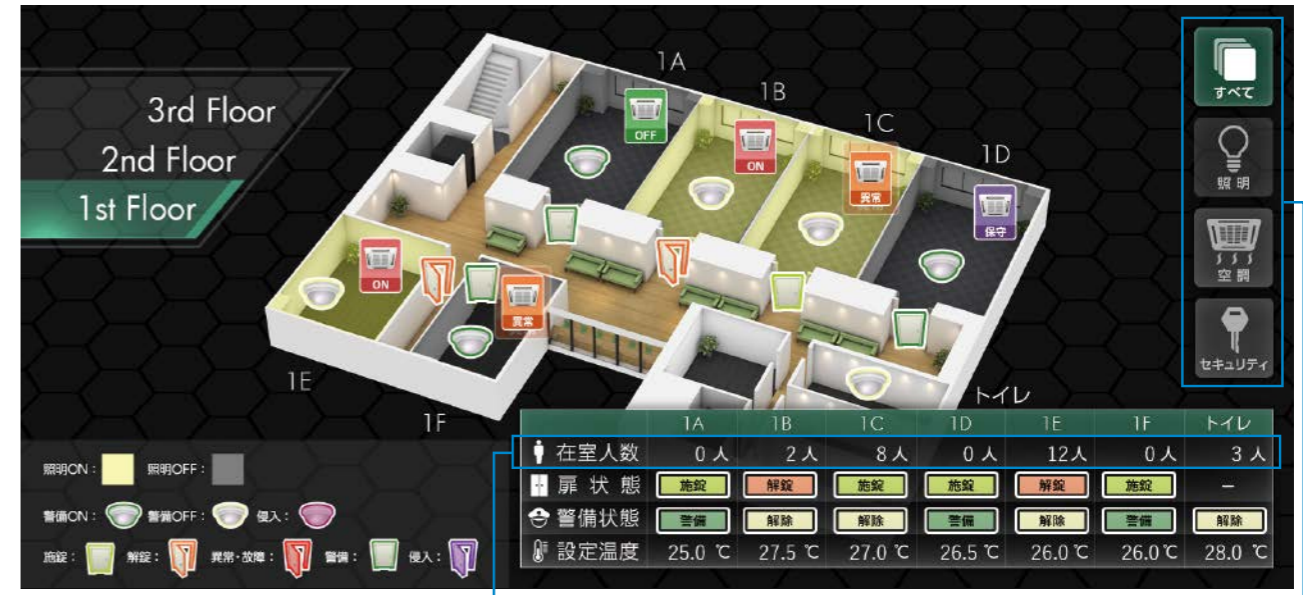 3rd Floor
2nd Floor
1st Floor
1A
1B
1C
1D
1E
1F
トイレ
OFF
ON
異常
保守
ON
異常
すべて
照明
空調
セキュリティ
照明ON：
照明OFF：
警備ON：
警備OFF：
侵入：
施錠：
解錠：
異常・故障：
警備：
侵入：
1A 1B 1C 1D 1E 1F トイレ
在室人数 0人 2人 8人 0人 12人 0人 3人
扉状態 施錠 解錠 施錠 施錠 解錠 施錠 −
警備状態 警備 解除 解除 警備 解除 警備 解除
設定温度 25.0 ℃ 27.5 ℃ 27.0 ℃ 26.5 ℃ 26.0 ℃ 26.0 ℃ 28.0 ℃